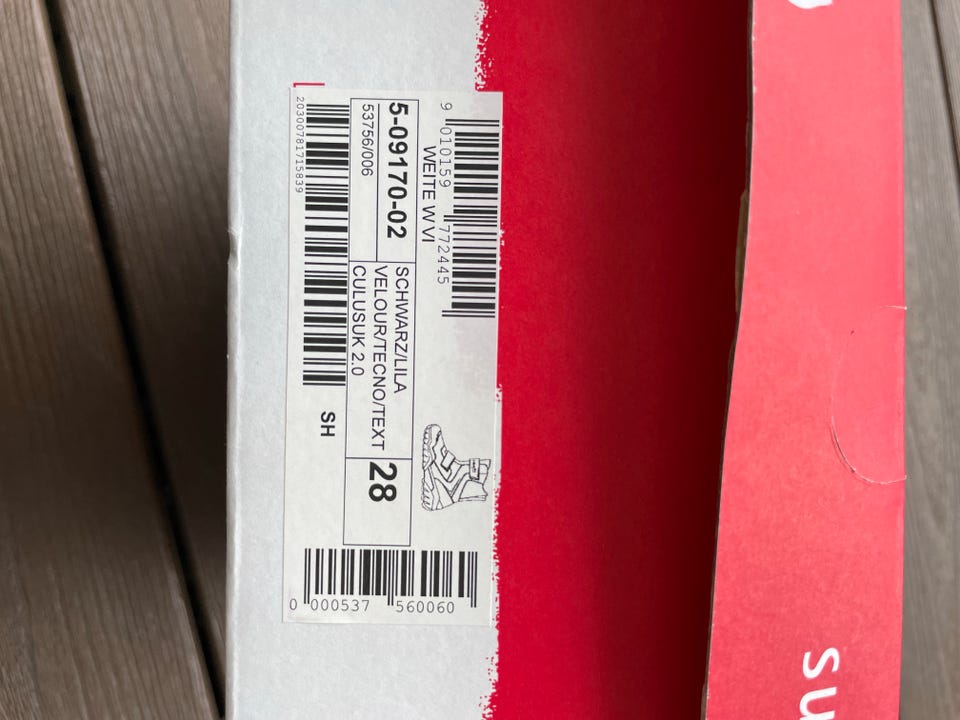 9 010159 772445
WEITE W VI
5-09170-02
53756/006
SCHWARZ/LILA
VELOUR/TECNO/TEXT
CULUSUK 2.0
28
20300781715839
SH
0 000537 560060
su